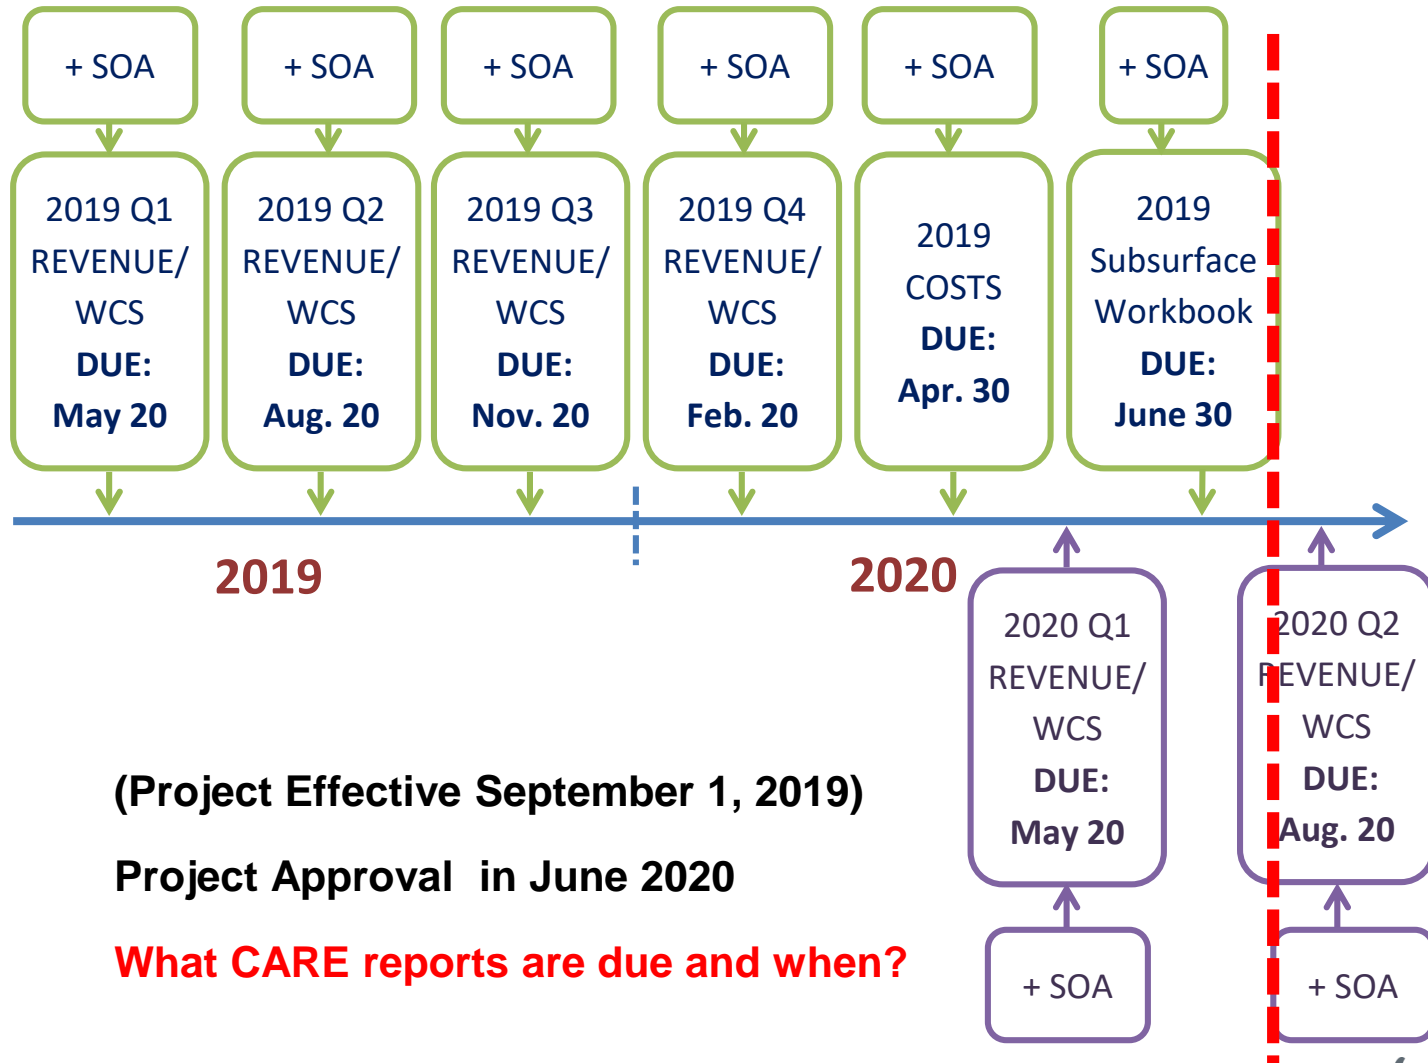 + SOA
+ SOA
+ SOA
+ SOA
+ SOA
+ SOA
2019 Q1
REVENUE/
WCS
DUE:
May 20
2019 Q2
REVENUE/
WCS
DUE:
Aug. 20
2019 Q3
REVENUE/
WCS
DUE:
Nov. 20
2019 Q4
REVENUE/
WCS
DUE:
Feb. 20
2019
COSTS
DUE:
Apr. 30
2019
Subsurface
Workbook
DUE:
June 30
2019
2020
2020 Q1
REVENUE/
WCS
DUE:
May 20
+ SOA
2020 Q2
REVENUE/
WCS
DUE:
Aug. 20
+ SOA
(Project Effective September 1, 2019)
Project Approval in June 2020
What CARE reports are due and when?